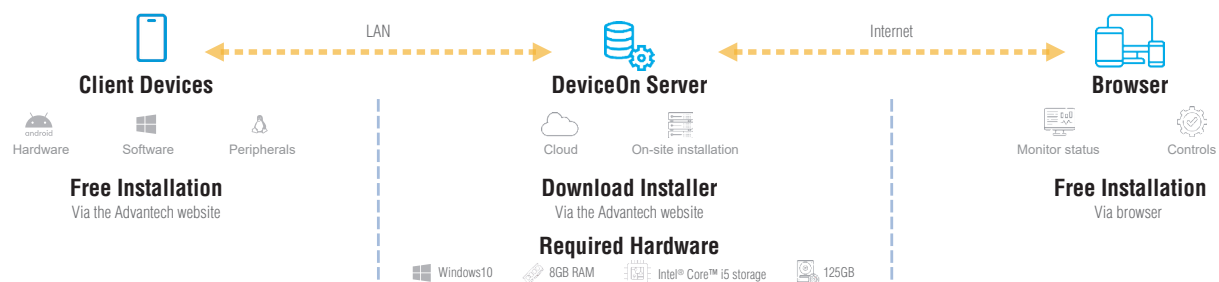 LAN
Internet
Client Devices
DeviceOn Server
Browser
android
Hardware
Software
Peripherals
Cloud
On-site installation
Monitor status
Controls
Free Installation
Via the Advantech website
Download Installer
Via the Advantech website
Free Installation
Via browser
Required Hardware
Windows10
8GB RAM
Intel® Core™ i5 storage
125GB